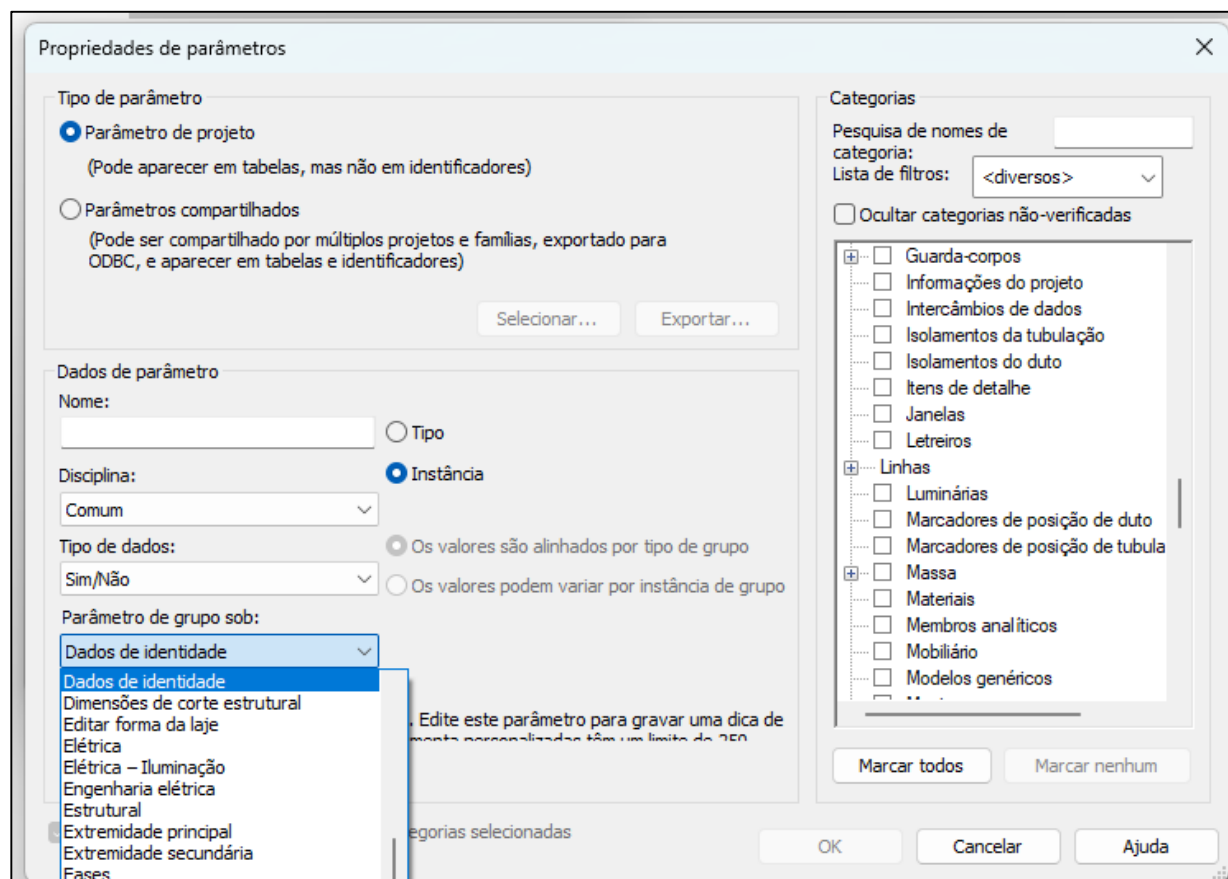 Propriedades de parâmetros
Tipo de parâmetro
Parâmetro de projeto
(Pode aparecer em tabelas, mas não em identificadores)
Parâmetros compartilhados
(Pode ser compartilhado por múltiplos projetos e famílias, exportado para
ODBC, e aparecer em tabelas e identificadores)
Selecionar...
Exportar...
Dados de parâmetro
Nome:
Tipo
Disciplina:
Instância
Comum
Tipo de dados:
Os valores são alinhados por tipo de grupo
Sim/Não
Os valores podem variar por instância de grupo
Parâmetro de grupo sob:
Dados de identidade
Dados de identidade
Dimensões de corte estrutural
Editar forma da laje
Elétrica
Elétrica – Iluminação
Engenharia elétrica
Estrutural
Extremidade principal
Extremidade secundária
Fases
. Edite este parâmetro para gravar uma dica de
personalizadas têm um limite de 250
egorias selecionadas
Categorias
Pesquisa de nomes de
categoria:
Lista de filtros:
<diversos>
Ocultar categorias não-verificadas
Guarda-corpos
Informações do projeto
Intercâmbios de dados
Isolamentos da tubulação
Isolamentos do duto
Itens de detalhe
Janelas
Letreiros
Linhas
Luminárias
Marcadores de posição de duto
Marcadores de posição de tubula
Massa
Materiais
Membros analíticos
Mobiliário
Modelos genéricos
Marcar todos
Marcar nenhum
OK
Cancelar
Ajuda